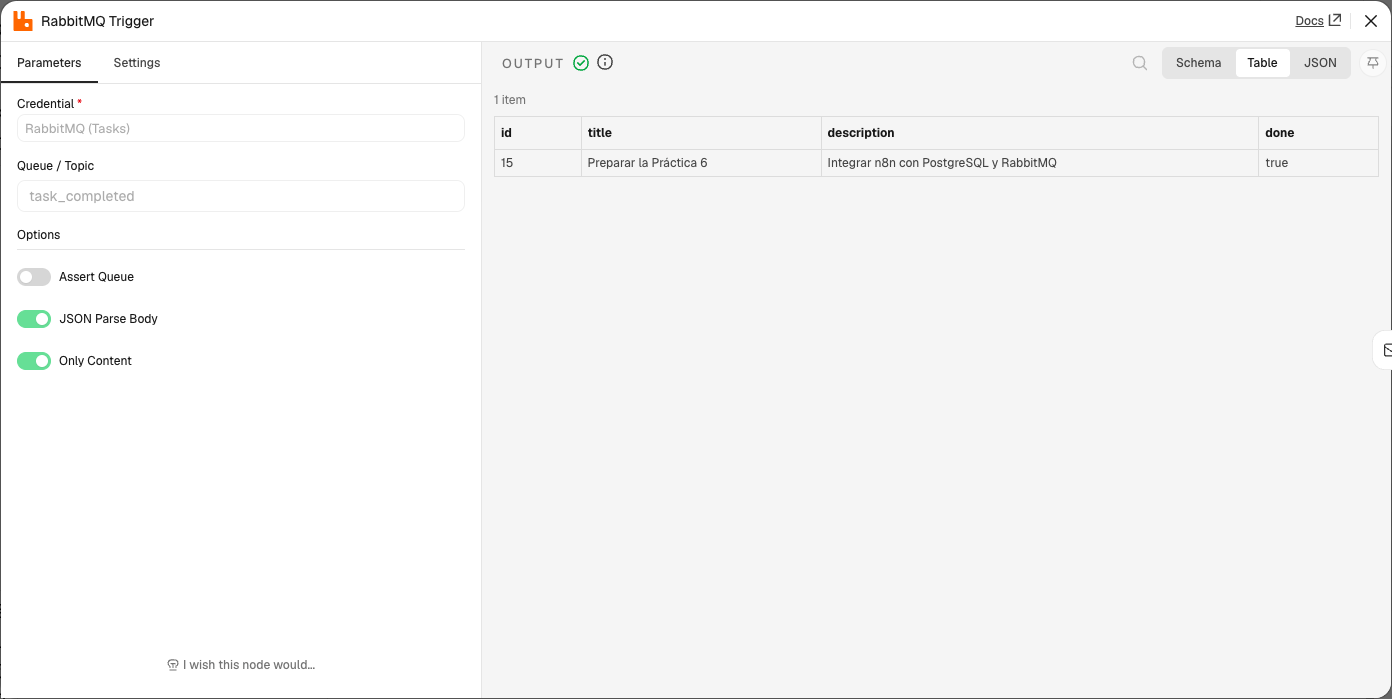 RabbitMQ Trigger
Docs
Parameters
Settings
Credential *
RabbitMQ (Tasks)
Queue / Topic
task_completed
Options
Assert Queue
JSON Parse Body
Only Content
I wish this node would...
OUTPUT
Schema
Table
JSON
1 item
id title description done
15 Preparar la Práctica 6 Integrar n8n con PostgreSQL y RabbitMQ true